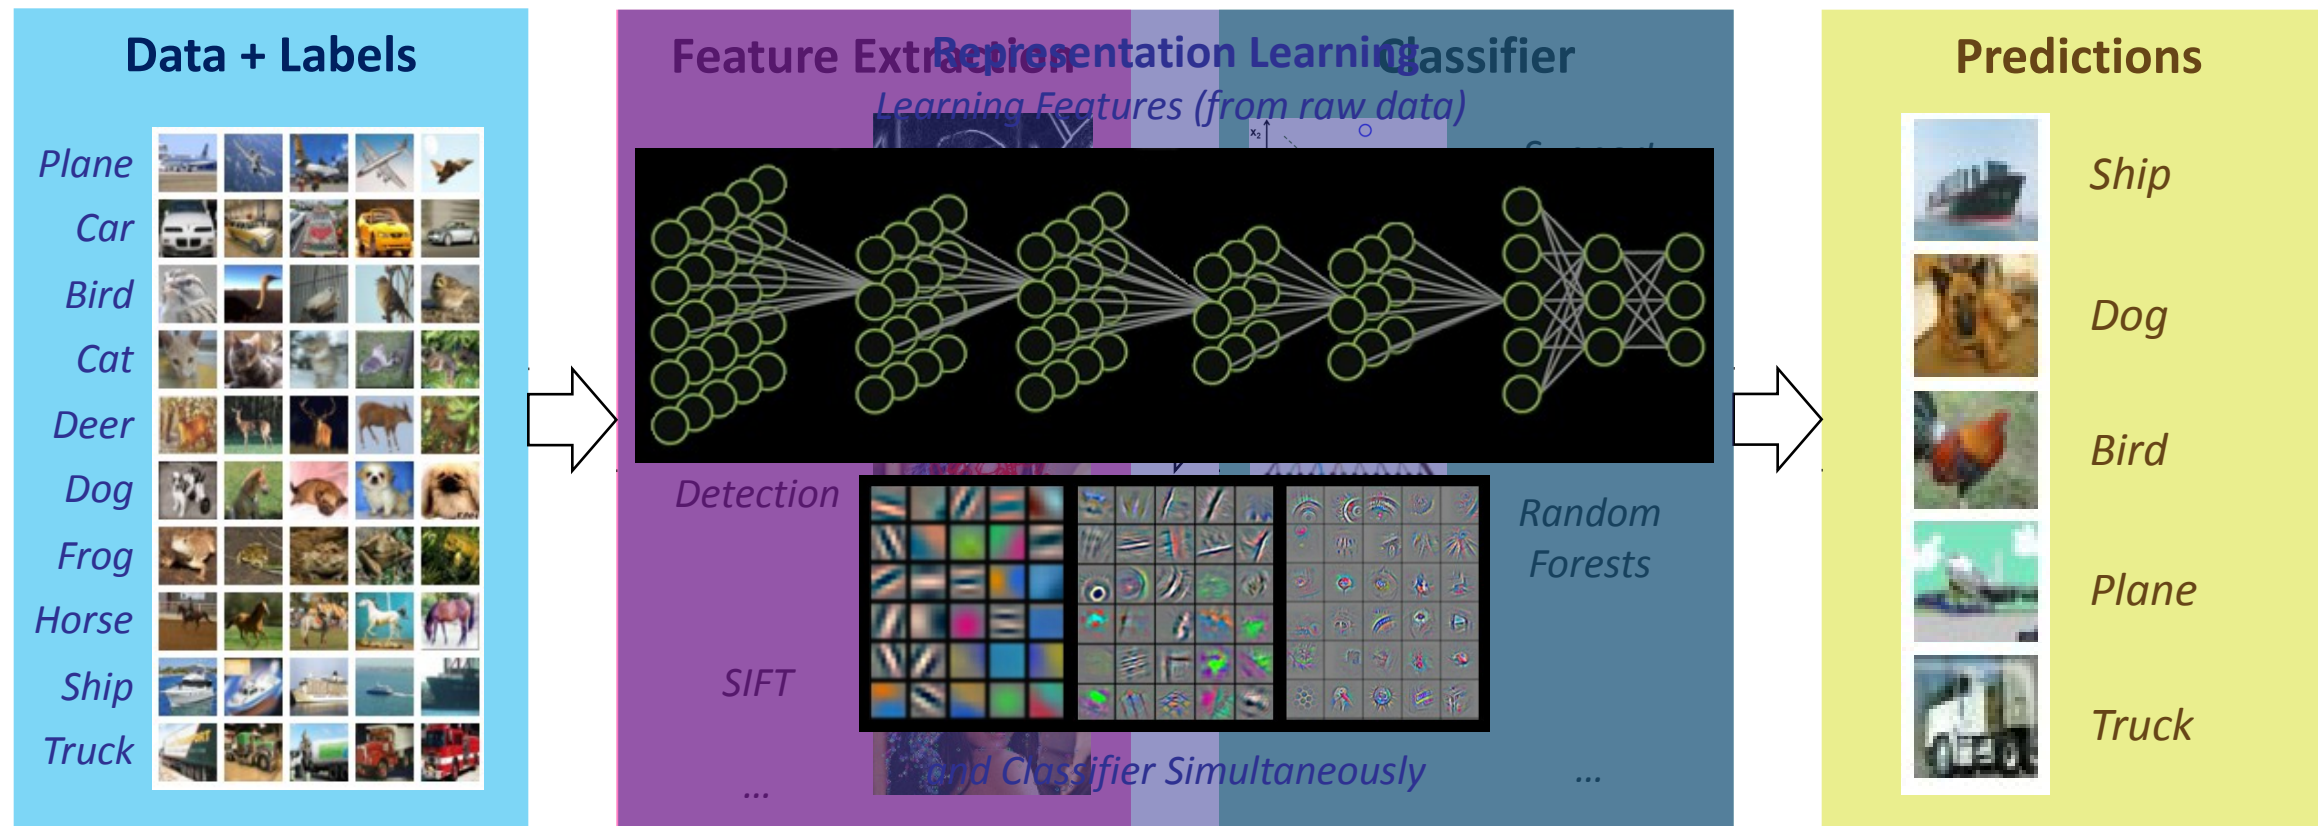 Data + Labels
Plane
Car
Bird
Cat
Deer
Dog
Frog
Horse
Ship
Truck
Feature Extraction
Representation Learning
Classifier
Learning Features (from raw data)
x₂
Detection
SIFT
...
Random
Forests
...
and Classifier Simultaneously
Predictions
Ship
Dog
Bird
Plane
Truck